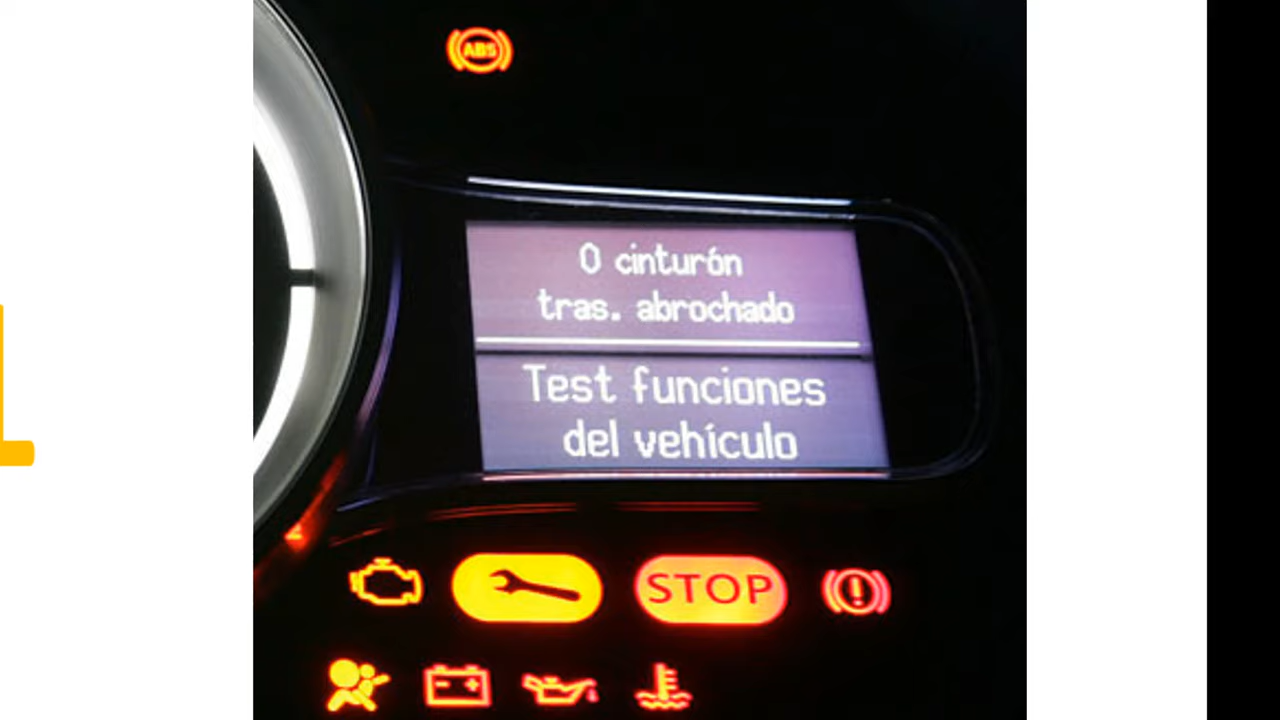 ABS
0 cinturón
tras. abrochado
Test funciones
del vehículo
STOP